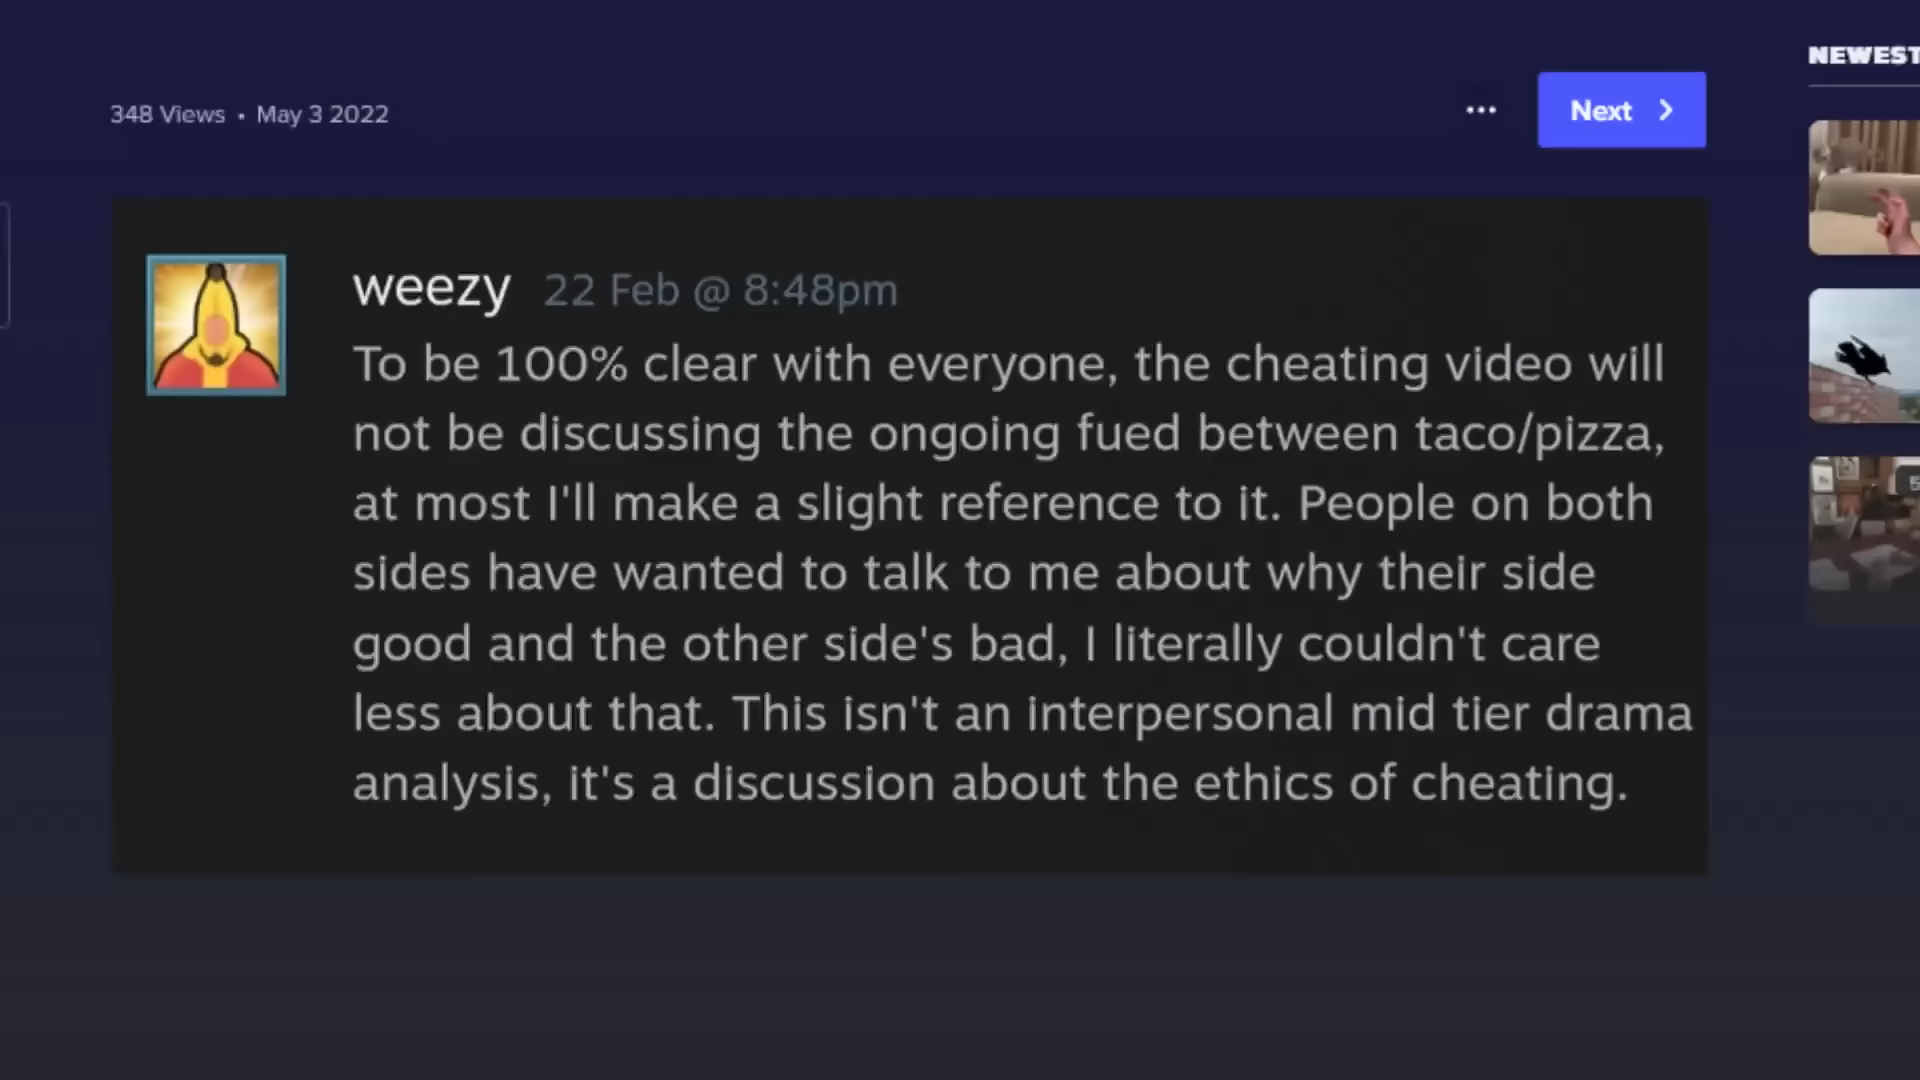 NEWEST
348 Views • May 3 2022
... Next >
weezy 22 Feb @ 8:48pm
To be 100% clear with everyone, the cheating video will
not be discussing the ongoing fued between taco/pizza,
at most I'll make a slight reference to it. People on both
sides have wanted to talk to me about why their side
good and the other side's bad, I literally couldn't care
less about that. This isn't an interpersonal mid tier drama
analysis, it's a discussion about the ethics of cheating.
5